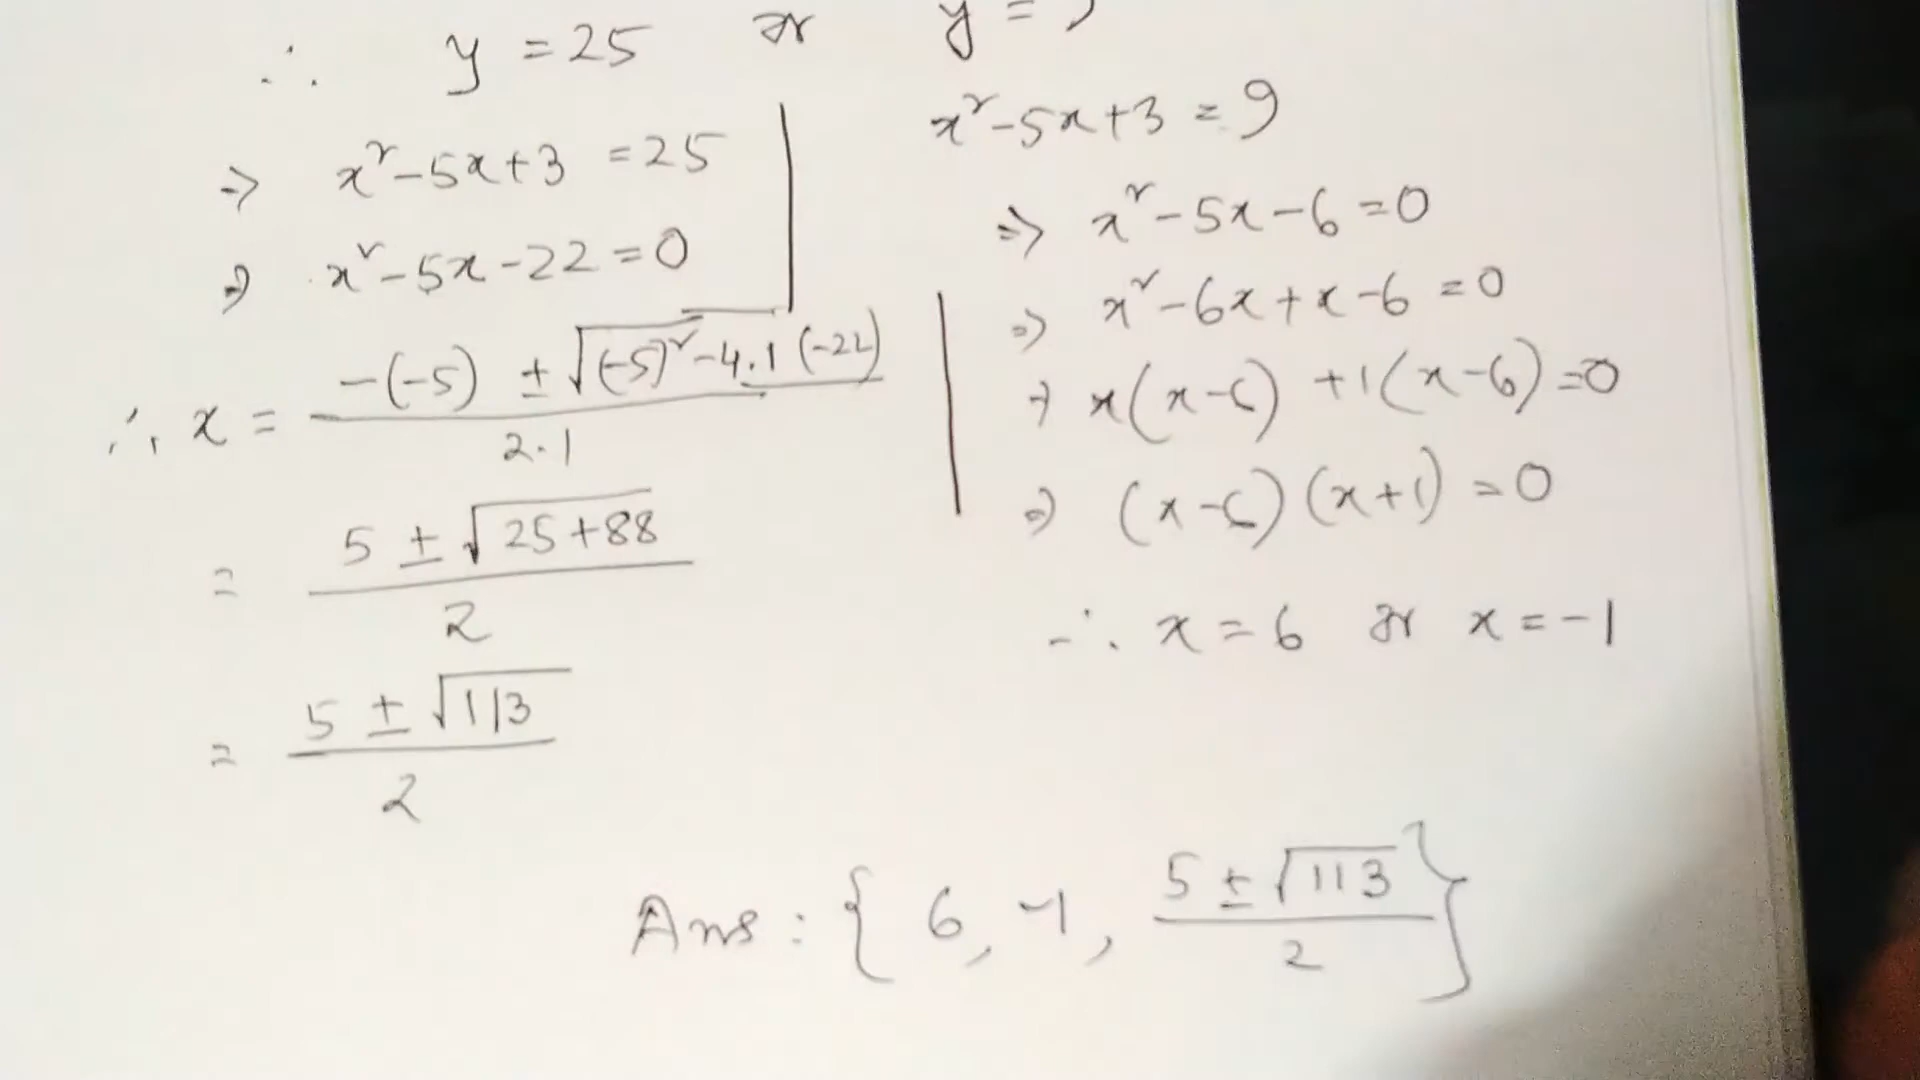 ∴ y = 25 or y =
⇒ x² - 5x + 3 = 25
⇒ x² - 5x - 22 = 0
∴ x = (-(-5) ± √((-5)² - 4.1(-22))) / 2.1
= (5 ± √(25 + 88)) / 2
= (5 ± √113) / 2
x² - 5x + 3 = 9
⇒ x² - 5x - 6 = 0
⇒ x² - 6x + x - 6 = 0
⇒ x(x - 6) + 1(x - 6) = 0
⇒ (x - 6)(x + 1) = 0
∴ x = 6 or x = -1
Ans : { 6, -1, (5 ± √113) / 2 }